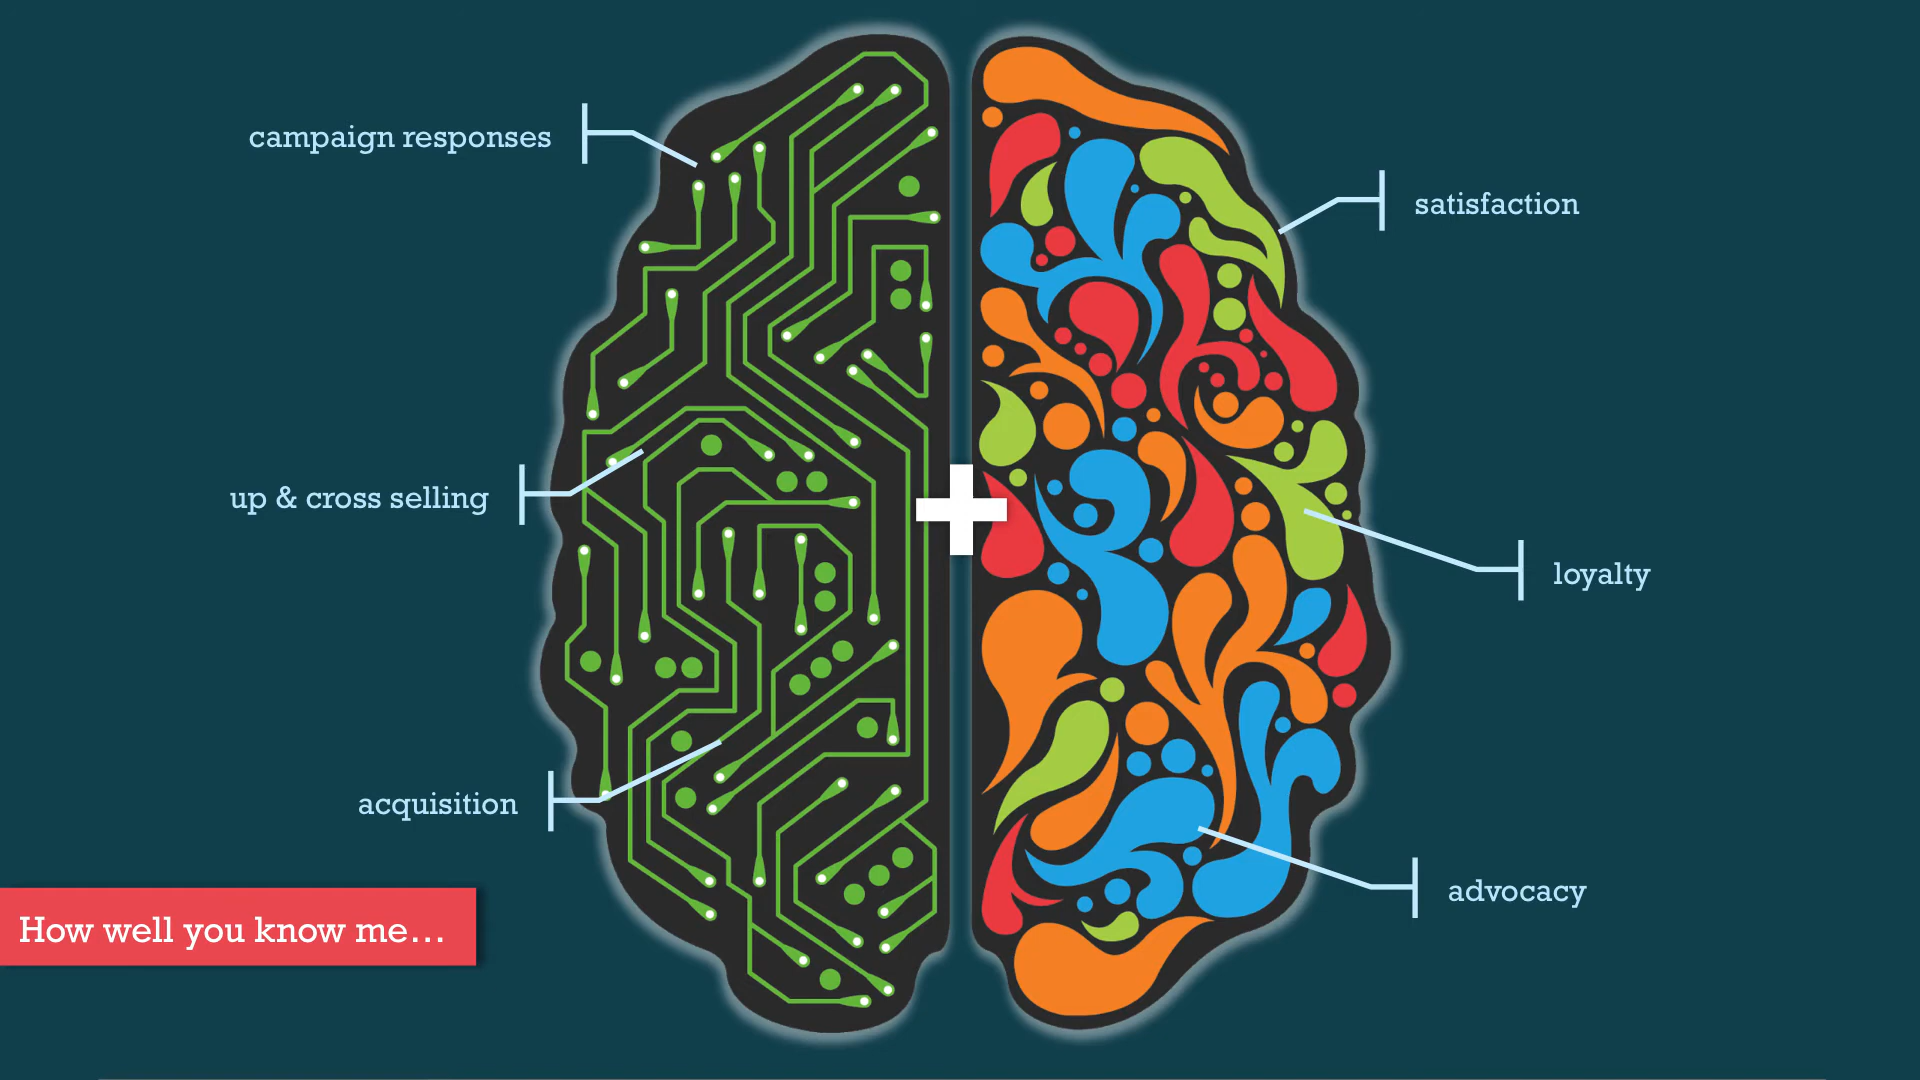 campaign responses
satisfaction
up & cross selling
loyalty
acquisition
advocacy
How well you know me...